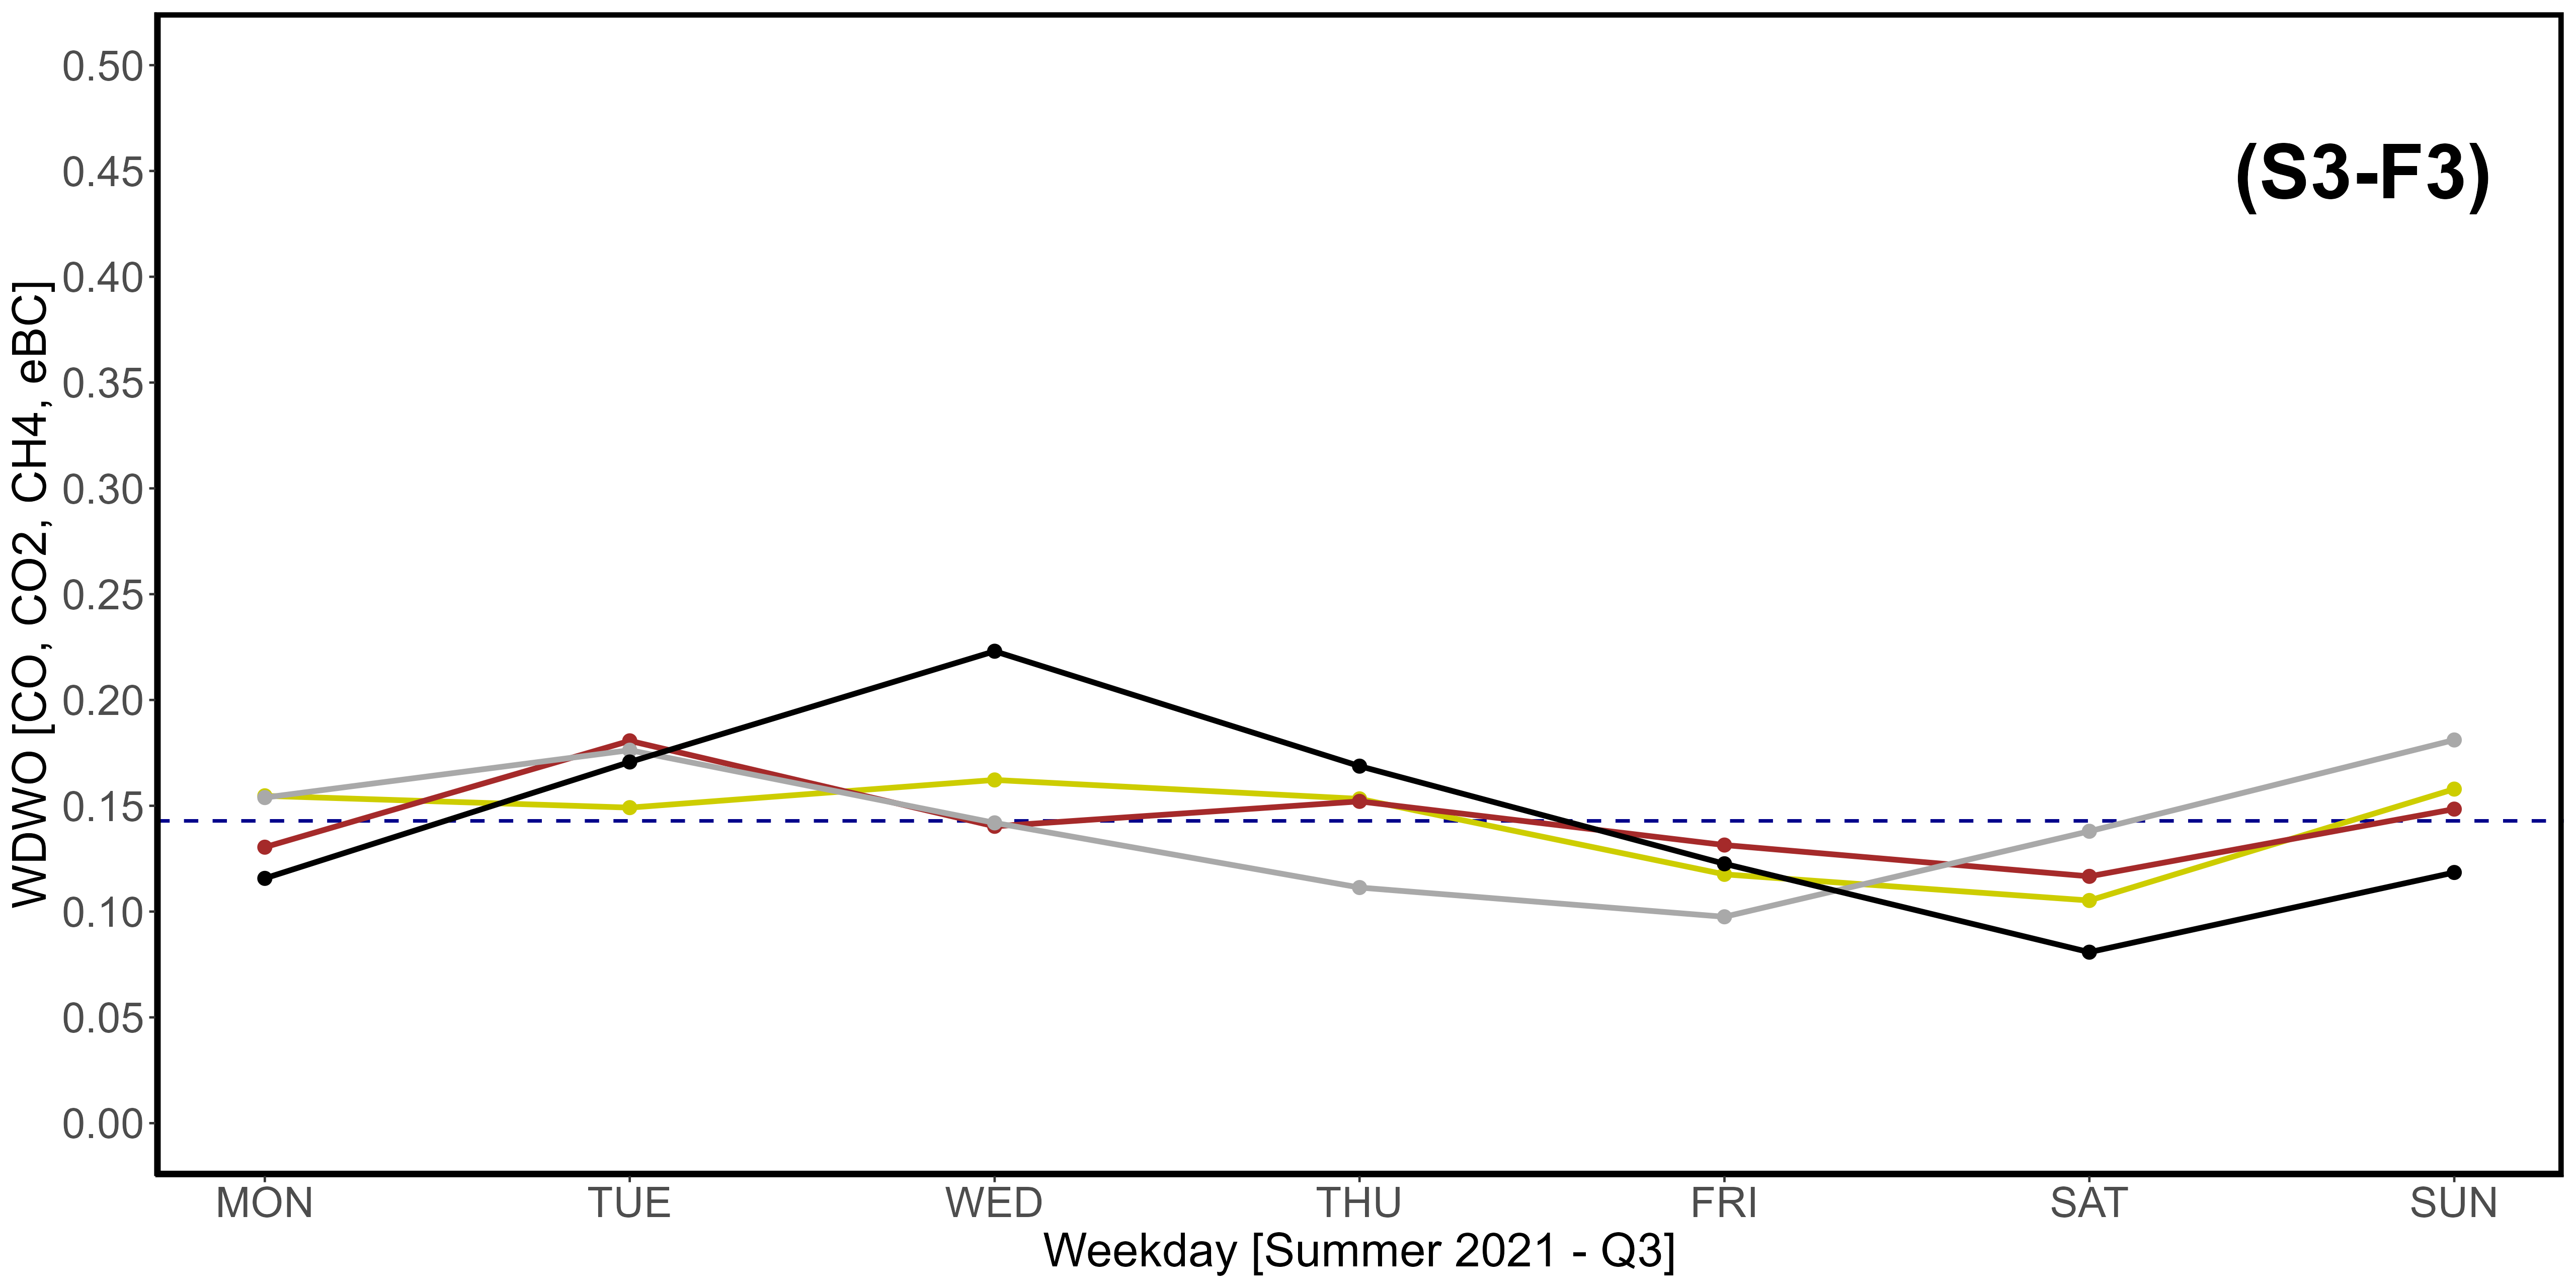 (S3-F3)
WDWO [CO, CO2, CH4, eBC]
0.50
0.45
0.40
0.35
0.30
0.25
0.20
0.15
0.10
0.05
0.00
MON TUE WED THU FRI SAT SUN
Weekday [Summer 2021 - Q3]